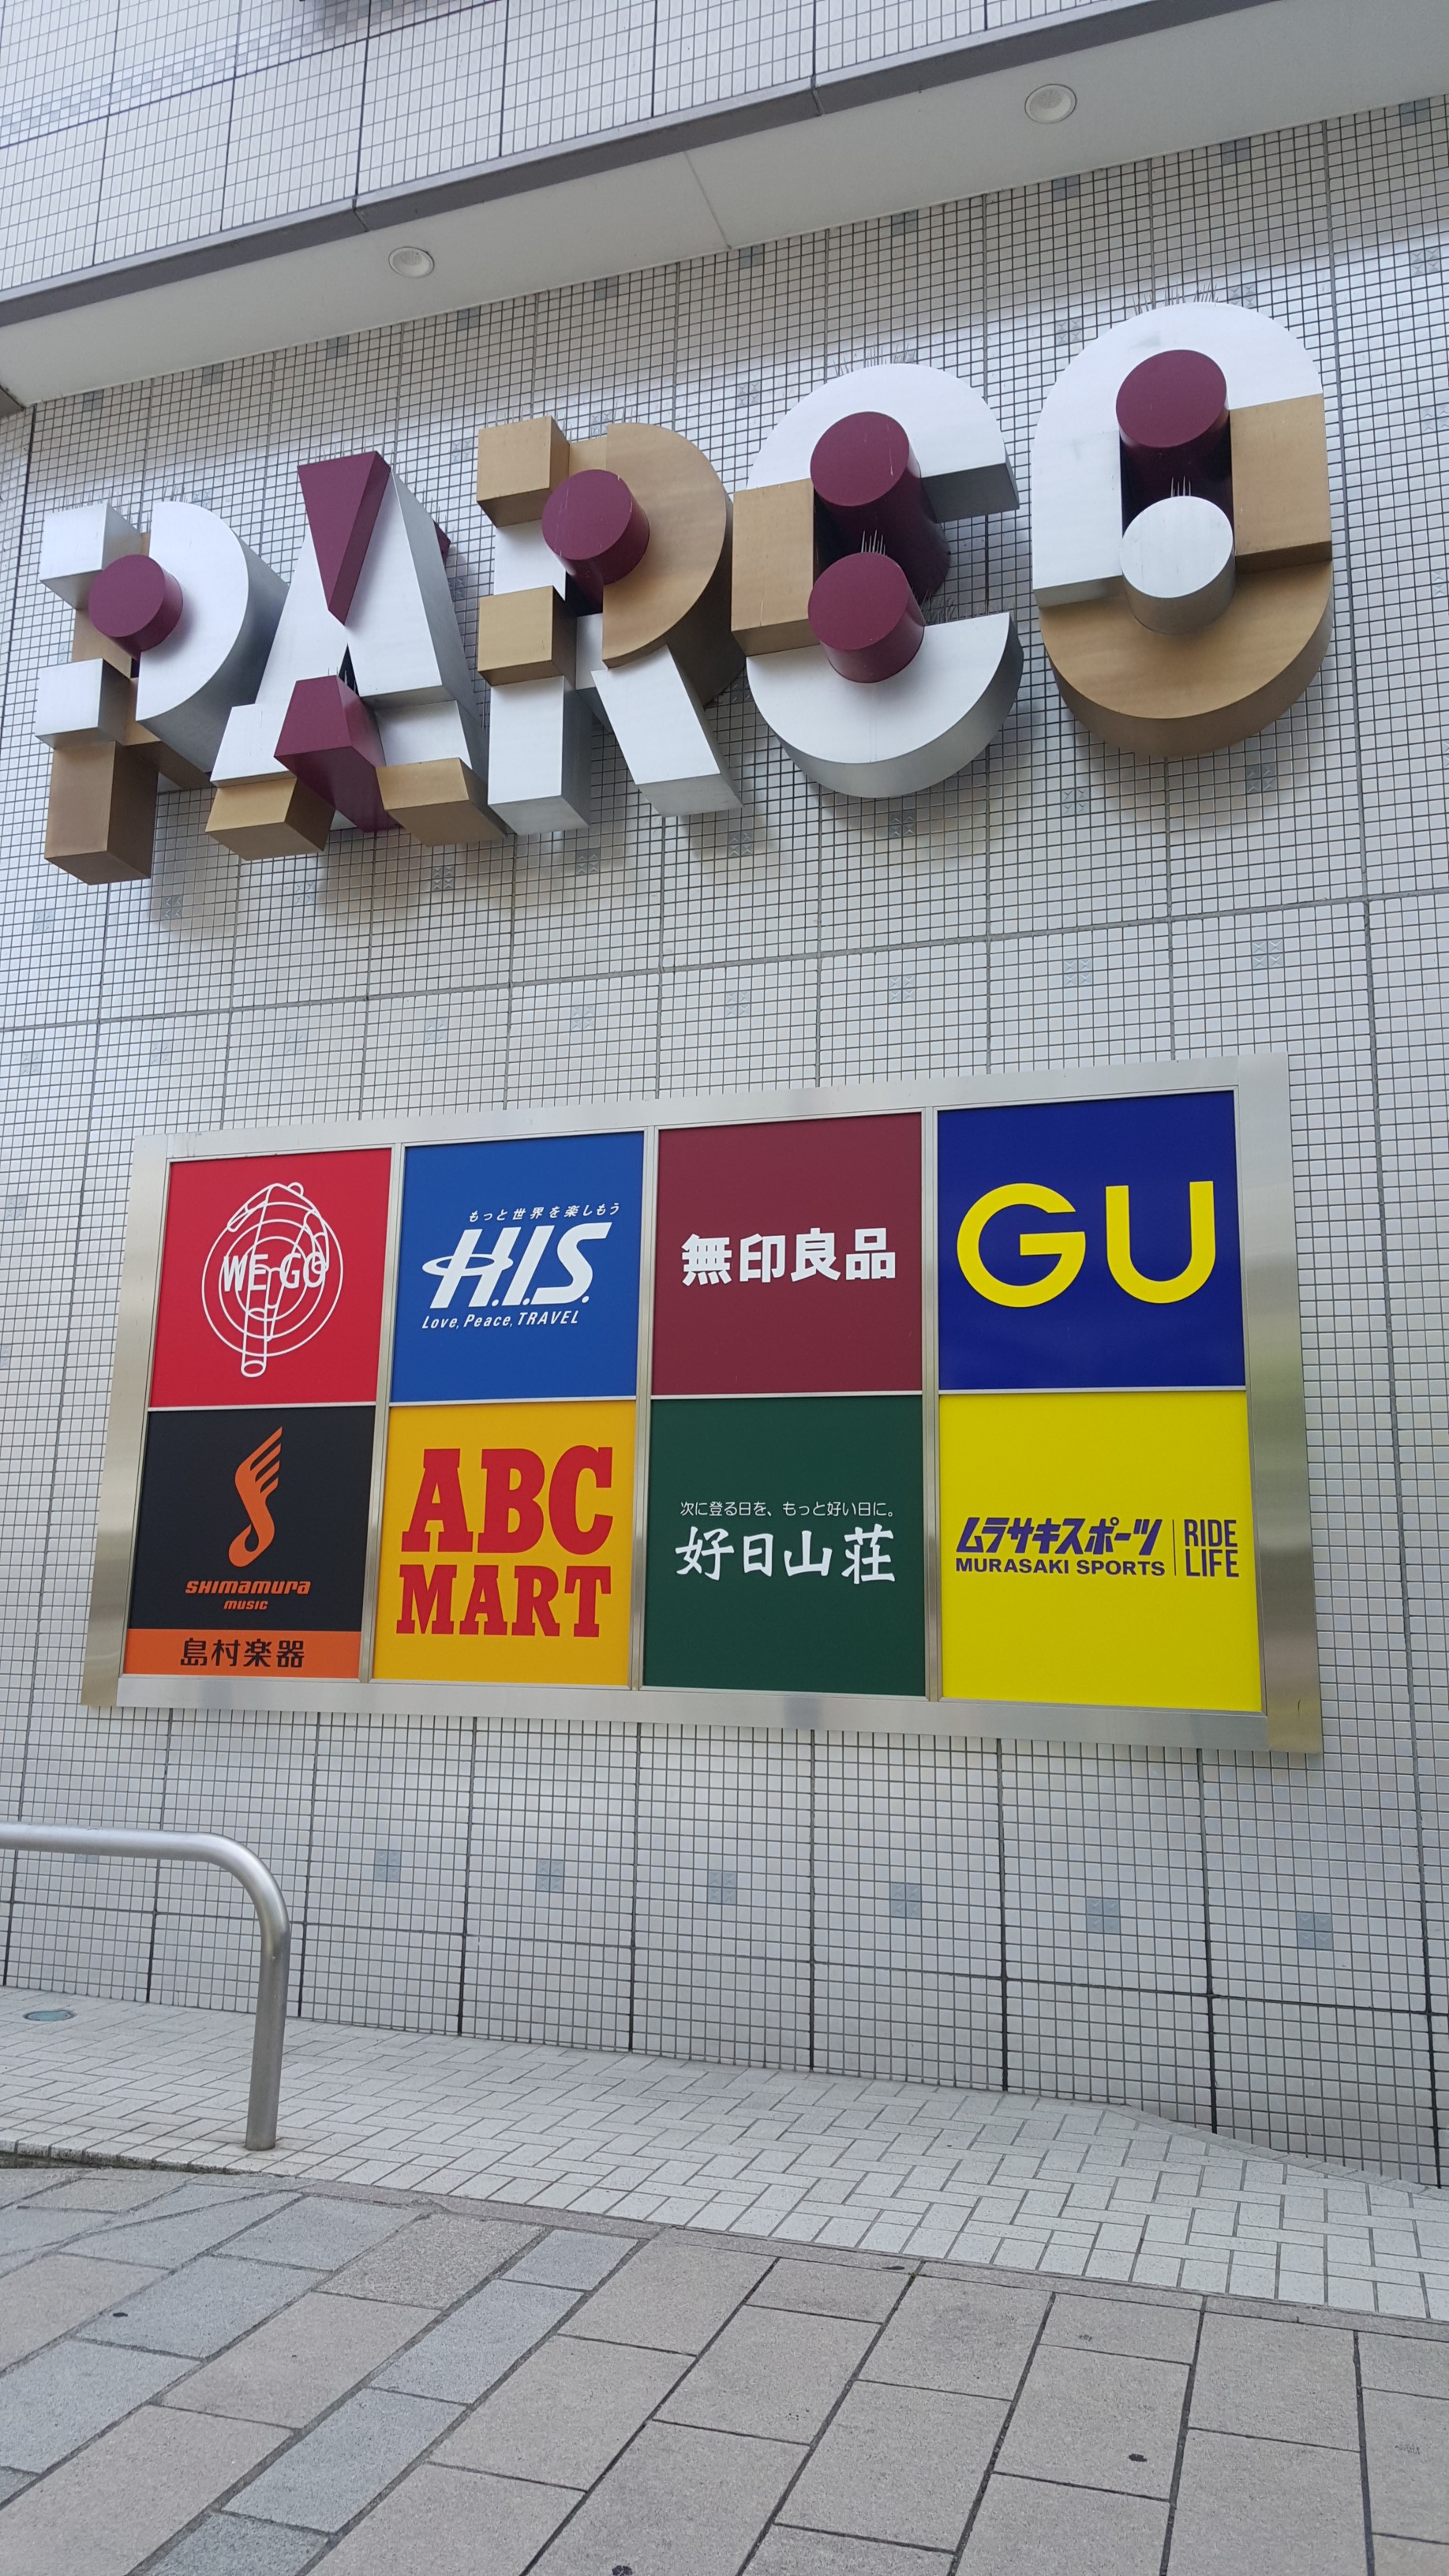 PARCO
WEGO
もっと世界を楽しもう
H.I.S.
Love, Peace, TRAVEL
無印良品
GU
SHIMAMURA
MUSIC
島村楽器
ABC
MART
次に登る日を、もっと好い日に。
好日山荘
ムラサキスポーツ
MURASAKI SPORTS
RIDE
LIFE